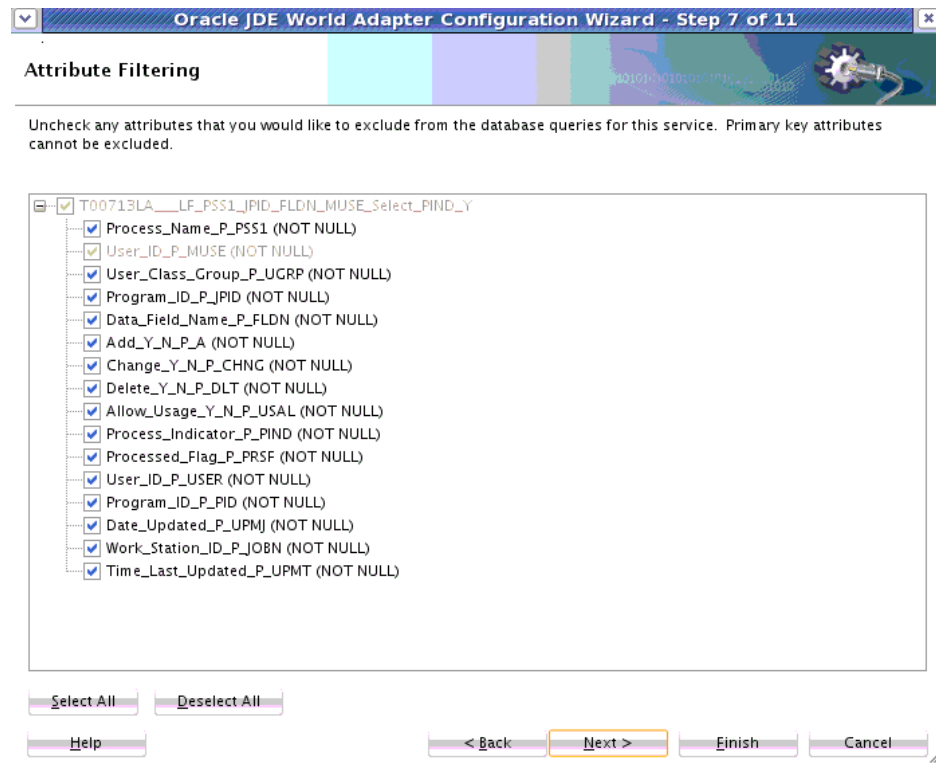 Oracle JDE World Adapter Configuration Wizard - Step 7 of 11
Attribute Filtering
Uncheck any attributes that you would like to exclude from the database queries for this service. Primary key attributes
cannot be excluded.
T00713LA___LF_PSS1_JPID_FLDN_MUSE_Select_PIND_Y
Process_Name_P_PSS1 (NOT NULL)
User_ID_P_MUSE (NOT NULL)
User_Class_Group_P_UGRP (NOT NULL)
Program_ID_P_JPID (NOT NULL)
Data_Field_Name_P_FLDN (NOT NULL)
Add_Y_N_P_A (NOT NULL)
Change_Y_N_P_CHNG (NOT NULL)
Delete_Y_N_P_DLT (NOT NULL)
Allow_Usage_Y_N_P_USAL (NOT NULL)
Process_Indicator_P_PIND (NOT NULL)
Processed_Flag_P_PRSF (NOT NULL)
User_ID_P_USER (NOT NULL)
Program_ID_P_PID (NOT NULL)
Date_Updated_P_UPMJ (NOT NULL)
Work_Station_ID_P_JOBN (NOT NULL)
Time_Last_Updated_P_UPMT (NOT NULL)
Select All Deselect All
Help < Back Next > Finish Cancel